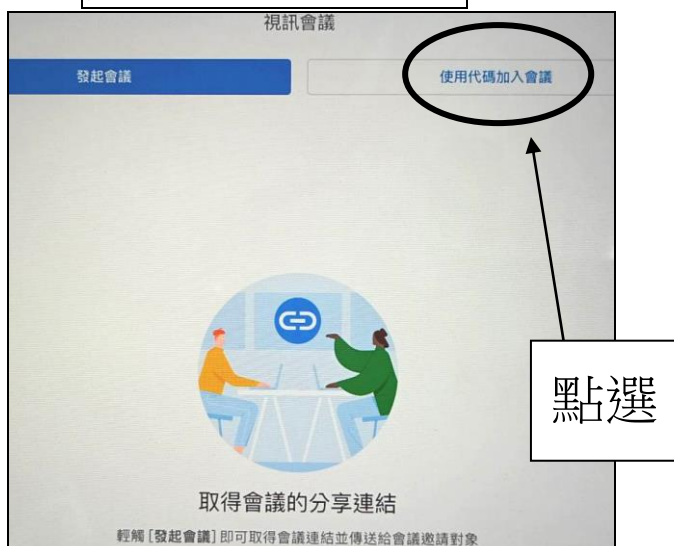 視訊會議
發起會議
使用代碼加入會議
點選
取得會議的分享連結
輕觸 [發起會議] 即可取得會議連結並傳送給會議邀請對象